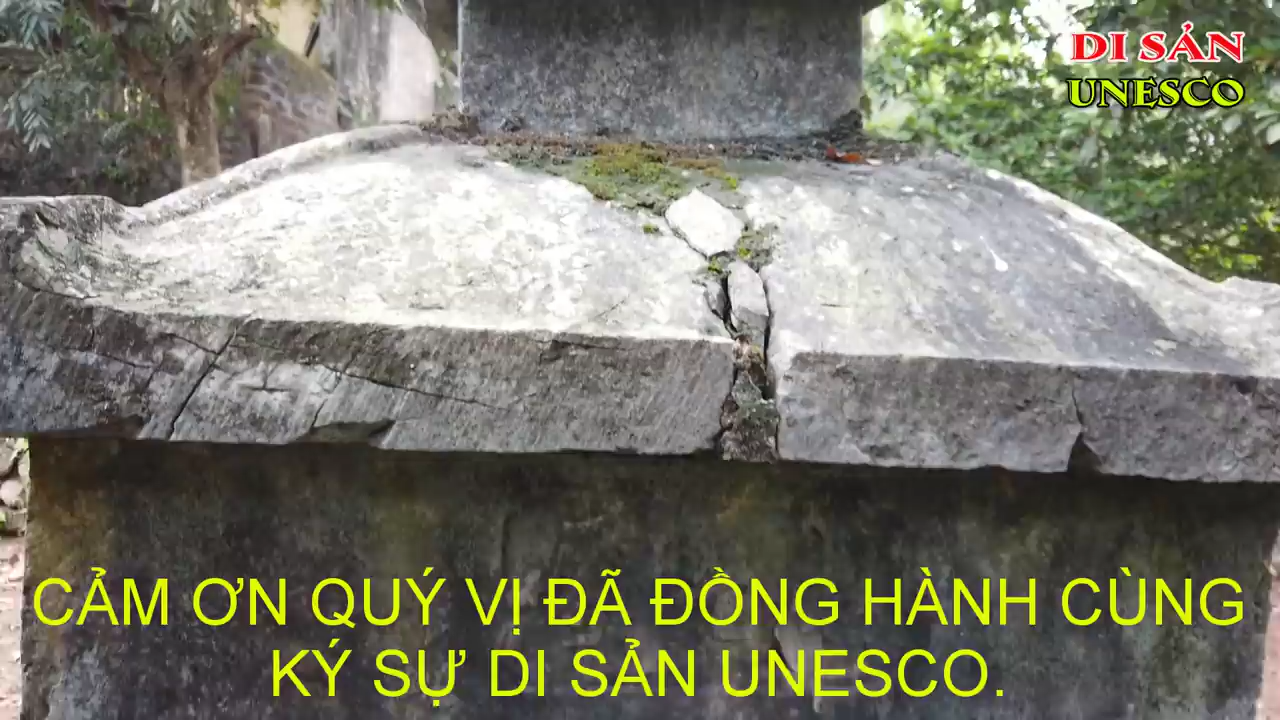 DI SẢN
UNESCO
CẢM ƠN QUÝ VỊ ĐÃ ĐỒNG HÀNH CÙNG
KÝ SỰ DI SẢN UNESCO.